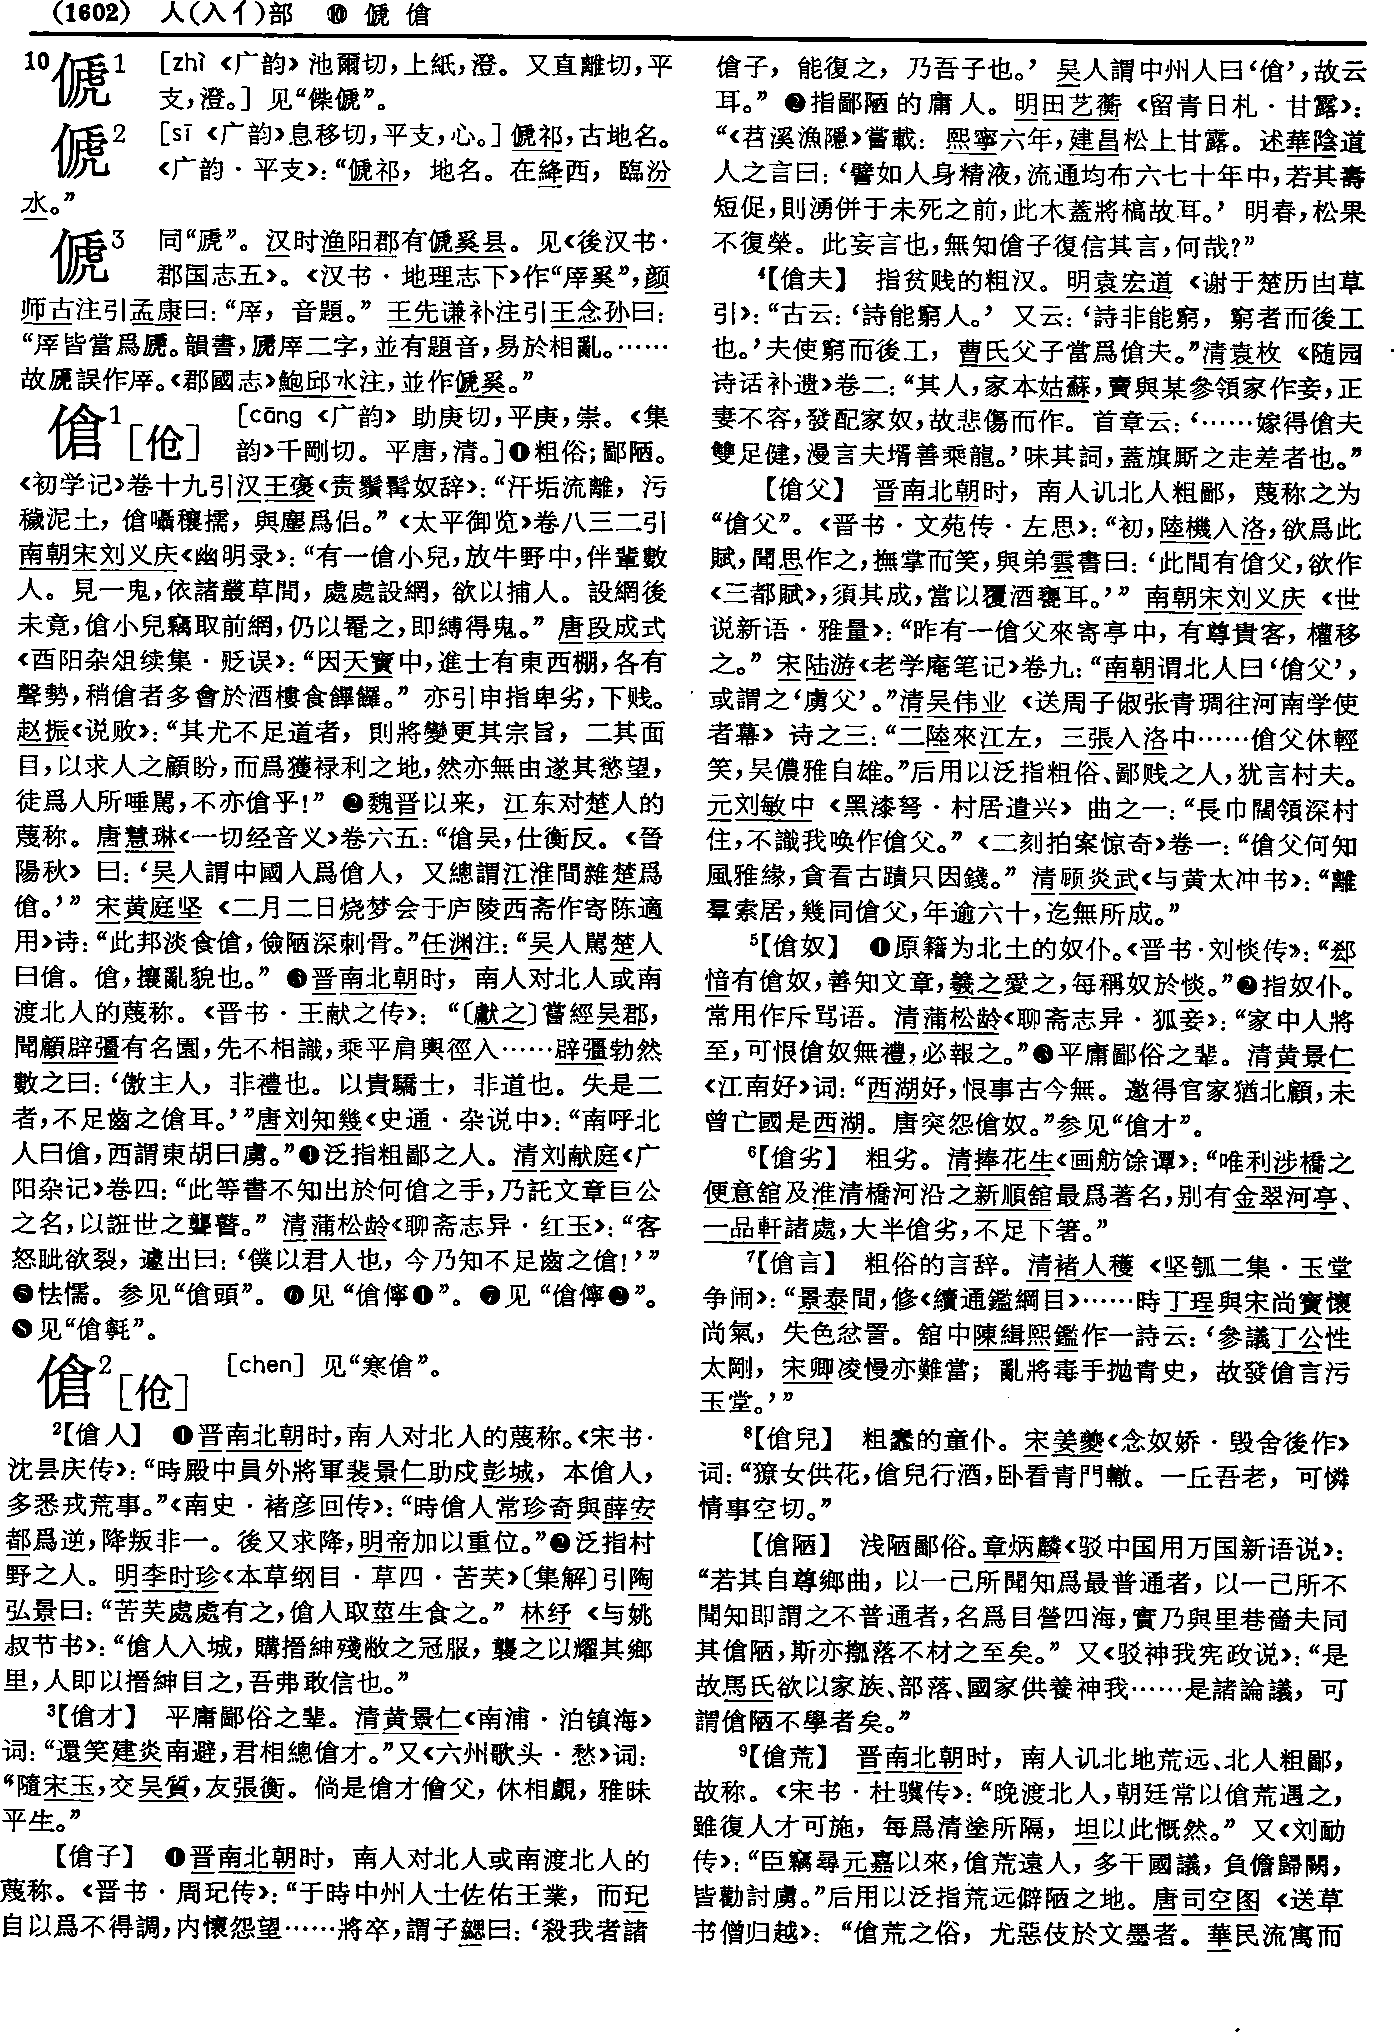 (1602) 人(入亻)部 ❿ 傂 傖
10 傂1 [zhì《广韵》池爾切，上紙，澄。又直離切，平
支，澄。]见“傑傂”。
傂2 [sī《广韵》息移切，平支，心。]傂祁，古地名。
《广韵·平支》：“傂祁，地名。在絳西，臨汾
水。”
傂3 同“虒”。汉时渔阳郡有傂奚县。见《後汉书·
郡国志五》。《汉书·地理志下》作“厗奚”，颜
师古注引孟康曰：“厗，音題。”王先谦补注引王念孙曰：
“厗皆當爲虒。韻書，虒厗二字，並有題音，易於相亂。……
故虒誤作厗。《郡國志》鮑邱水注，並作傂奚。”
傖1［伧］ [cāng《广韵》助庚切，平庚，崇。《集
韵》千剛切。平唐，清。]❶粗俗；鄙陋。
《初学记》卷十九引汉王褒《责鬚髯奴辞》：“汗垢流離，污
穢泥土，傖囁穰擩，與塵爲侣。”《太平御览》卷八三二引
南朝宋刘义庆《幽明录》：“有一傖小兒，放牛野中，伴輩數
人。見一鬼，依諸叢草間，處處設網，欲以捕人。設網後
未竟，傖小兒竊取前網，仍以罨之，即縛得鬼。”唐段成式
《酉阳杂俎续集·贬误》：“因天寳中，進士有東西棚，各有
聲勢，稍傖者多會於酒樓食饆饠。”亦引申指卑劣，下贱。
赵振《说败》：“其尤不足道者，則將變更其宗旨，二其面
目，以求人之顧盼，而爲獲禄利之地，然亦無由遂其慾望，
徒爲人所唾駡，不亦傖乎！”❷魏晋以来，江东对楚人的
蔑称。唐慧琳《一切经音义》卷六五：“傖吴，仕衡反。《晉
陽秋》曰：‘吴人謂中國人爲傖人，又總謂江淮間雜楚爲
傖。’”宋黄庭坚《二月二日烧梦会于庐陵西斋作寄陈適
用》诗：“此邦淡食傖，儉陋深刺骨。”任渊注：“吴人駡楚人
曰傖。傖，攘亂貌也。”❸晋南北朝时，南人对北人或南
渡北人的蔑称。《晋书·王献之传》：“〔獻之〕嘗經吴郡，
聞顧辟彊有名園，先不相識，乘平肩輿徑入……辟彊勃然
數之曰：‘傲主人，非禮也。以貴驕士，非道也。失是二
者，不足齒之傖耳。’”唐刘知幾《史通·杂说中》：“南呼北
人曰傖，西謂東胡曰虜。”❹泛指粗鄙之人。清刘献庭《广
阳杂记》卷四：“此等書不知出於何傖之手，乃託文章巨公
之名，以誑世之聾瞽。”清蒲松龄《聊斋志异·红玉》：“客
怒眦欲裂，遽出曰：‘僕以君人也，今乃知不足齒之傖！’”
❺怯懦。参见“傖頭”。❻见“傖儜❶”。❼见“傖儜❷”。
❽见“傖㲠”。
傖2［伧］ [chen]见“寒傖”。
2【傖人】 ❶晋南北朝时，南人对北人的蔑称。《宋书·
沈昙庆传》：“時殿中員外將軍裴景仁助戍彭城，本傖人，
多悉戎荒事。”《南史·褚彦回传》：“時傖人常珍奇與薛安
都爲逆，降叛非一。後又求降，明帝加以重位。”❷泛指村
野之人。明李时珍《本草纲目·草四·苦芺》〔集解〕引陶
弘景曰：“苦芺處處有之，傖人取莖生食之。”林纾《与姚
叔节书》：“傖人入城，購搢紳殘敝之冠服，襲之以耀其鄉
里，人即以搢紳目之，吾弗敢信也。”
3【傖才】 平庸鄙俗之辈。清黄景仁《南浦·泊镇海》
词：“還笑建炎南避，君相總傖才。”又《六州歌头·愁》词：
“隨宋玉，交吴質，友張衡。倘是傖才傖父，休相覷，雅昧
平生。”
【傖子】 ❶晋南北朝时，南人对北人或南渡北人的
蔑称。《晋书·周玘传》：“于時中州人士佐佑王業，而玘
自以爲不得調，内懷怨望……將卒，謂子勰曰：‘殺我者諸
傖子，能復之，乃吾子也。’吴人謂中州人曰‘傖’，故云
耳。”❷指鄙陋的庸人。明田艺蘅《留青日札·甘露》：
“《苕溪漁隱》嘗載：熙寧六年，建昌松上甘露。述華陰道
人之言曰：‘譬如人身精液，流通均布六七十年中，若其壽
短促，則湧併于未死之前，此木蓋將槁故耳。’明春，松果
不復榮。此妄言也，無知傖子復信其言，何哉？”
4【傖夫】 指贫贱的粗汉。明袁宏道《谢于楚历由草
引》：“古云：‘詩能窮人。’又云：‘詩非能窮，窮者而後工
也。’夫使窮而後工，曹氏父子當爲傖夫。”清袁枚《随园
诗话补遗》卷二：“其人，家本姑蘇，賣與某參領家作妾，正
妻不容，發配家奴，故悲傷而作。首章云：‘……嫁得傖夫
雙足健，漫言夫壻善乘龍。’味其詞，蓋旗厮之走差者也。”
【傖父】 晋南北朝时，南人讥北人粗鄙，蔑称之为
“傖父”。《晋书·文苑传·左思》：“初，陸機入洛，欲爲此
賦，聞思作之，撫掌而笑，與弟雲書曰：‘此間有傖父，欲作
《三都賦》，須其成，當以覆酒甕耳。’”南朝宋刘义庆《世
说新语·雅量》：“昨有一傖父來寄亭中，有尊貴客，權移
之。”宋陆游《老学庵笔记》卷九：“南朝谓北人曰‘傖父’，
或謂之‘虜父’。”清吴伟业《送周子俶张青琱往河南学使
者幕》诗之三：“二陸來江左，三張入洛中……傖父休輕
笑，吴儂雅自雄。”后用以泛指粗俗、鄙贱之人，犹言村夫。
元刘敏中《黑漆弩·村居遣兴》曲之一：“長巾闊領深村
住，不識我唤作傖父。”《二刻拍案惊奇》卷一：“傖父何知
風雅緣，貪看古蹟只因錢。”清顾炎武《与黄太冲书》：“離
羣索居，幾同傖父，年逾六十，迄無所成。”
5【傖奴】 ❶原籍为北土的奴仆。《晋书·刘惔传》：“郄
愔有傖奴，善知文章，羲之愛之，每稱奴於惔。”❷指奴仆。
常用作斥骂语。清蒲松龄《聊斋志异·狐妾》：“家中人將
至，可恨傖奴無禮，必報之。”❸平庸鄙俗之辈。清黄景仁
《江南好》词：“西湖好，恨事古今無。邀得官家猶北顧，未
曾亡國是西湖。唐突怨傖奴。”参见“傖才”。
6【傖劣】 粗劣。清捧花生《画舫馀谭》：“唯利涉橋之
便意舘及淮清橋河沿之新順舘最爲著名，别有金翠河亭、
一品軒諸處，大半傖劣，不足下箸。”
7【傖言】 粗俗的言辞。清褚人穫《坚瓠二集·玉堂
争闹》：“景泰間，修《續通鑑綱目》……時丁珵與宋尚寳懷
尚氣，失色忿詈。舘中陳緝熙鑑作一詩云：‘參議丁公性
太剛，宋卿凌慢亦難當；亂將毒手抛青史，故發傖言污
玉堂。’”
8【傖兒】 粗蠢的童仆。宋姜夔《念奴娇·毁舍後作》
词：“獠女供花，傖兒行酒，卧看青門轍。一丘吾老，可憐
情事空切。”
【傖陋】 浅陋鄙俗。章炳麟《驳中国用万国新语说》：
“若其自尊鄉曲，以一己所聞知爲最普通者，以一己所不
聞知即謂之不普通者，名爲目營四海，實乃與里巷嗇夫同
其傖陋，斯亦摦落不材之至矣。”又《驳神我宪政说》：“是
故馬氏欲以家族、部落、國家供養神我……是諸論議，可
謂傖陋不學者矣。”
9【傖荒】 晋南北朝时，南人讥北地荒远、北人粗鄙，
故称。《宋书·杜骥传》：“晚渡北人，朝廷常以傖荒遇之，
雖復人才可施，每爲清塗所隔，坦以此慨然。”又《刘勔
传》：“臣竊尋元嘉以來，傖荒遠人，多干國議，負儋歸闕，
皆勸討虜。”后用以泛指荒远僻陋之地。唐司空图《送草
书僧归越》：“傖荒之俗，尤惡伎於文墨者。華民流寓而